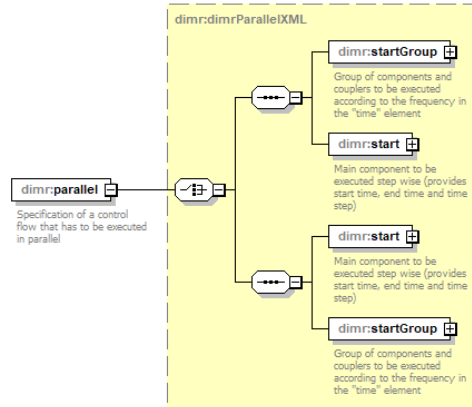 dimr:dimrParallelXML
dimr:startGroup
Group of components and
couplers to be executed
according to the frequency in
the "time" element
dimr:start
Main component to be
executed step wise (provides
start time, end time and time
step)
dimr:parallel
Specification of a control
flow that has to be executed
in parallel
dimr:start
Main component to be
executed step wise (provides
start time, end time and time
step)
dimr:startGroup
Group of components and
couplers to be executed
according to the frequency in
the "time" element